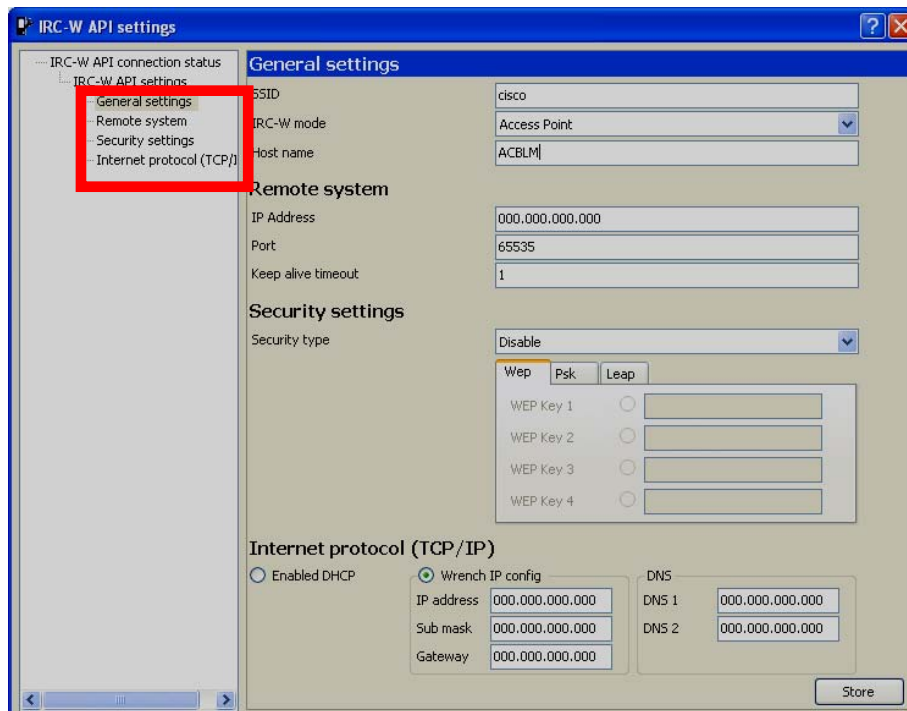 IRC-W API settings
IRC-W API connection status
IRC-W API settings
General settings
Remote system
Security settings
Internet protocol (TCP/I
General settings
SSID cisco
IRC-W mode Access Point
Host name ACBLM
Remote system
IP Address 000.000.000.000
Port 65535
Keep alive timeout 1
Security settings
Security type Disable
Wep Psk Leap
WEP Key 1
WEP Key 2
WEP Key 3
WEP Key 4
Internet protocol (TCP/IP)
Enabled DHCP Wrench IP config DNS
IP address 000.000.000.000 DNS 1 000.000.000.000
Sub mask 000.000.000.000 DNS 2 000.000.000.000
Gateway 000.000.000.000
Store